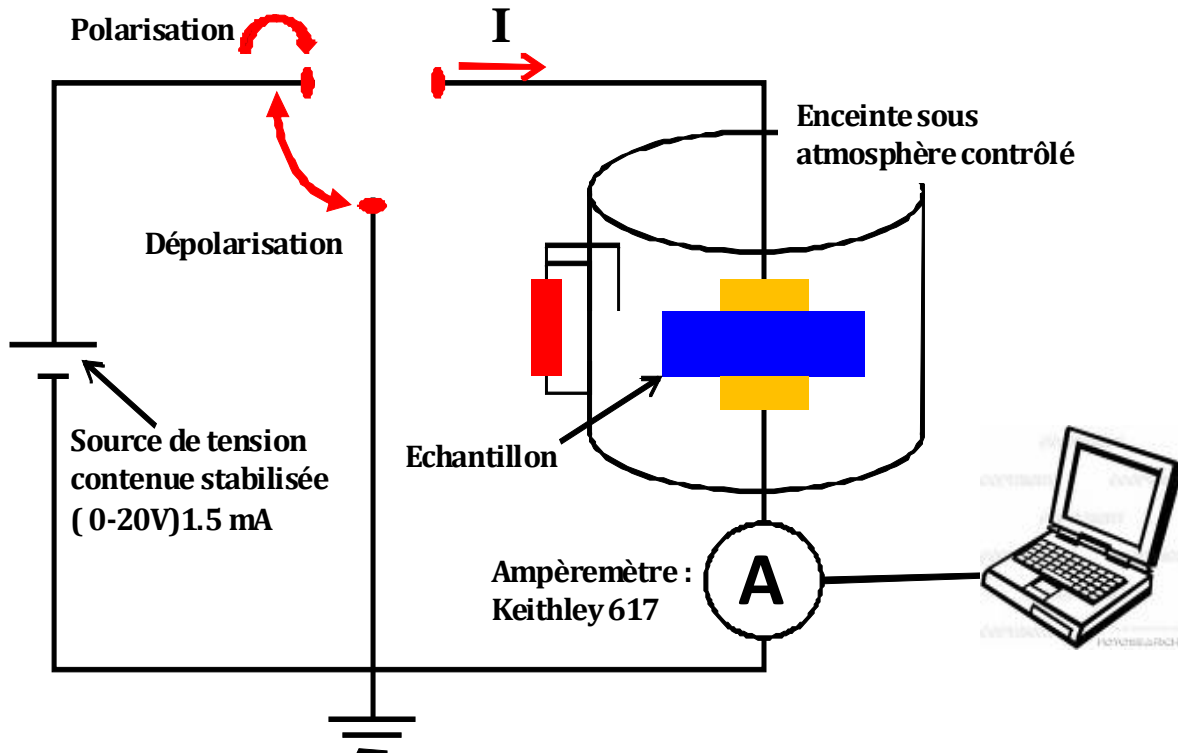 Polarisation
I
Enceinte sous
atmosphère contrôlé
Dépolarisation
Source de tension
contenue stabilisée
( 0-20V)1.5 mA
Echantillon
Ampèremètre :
Keithley 617
A
FOTOSEARCH